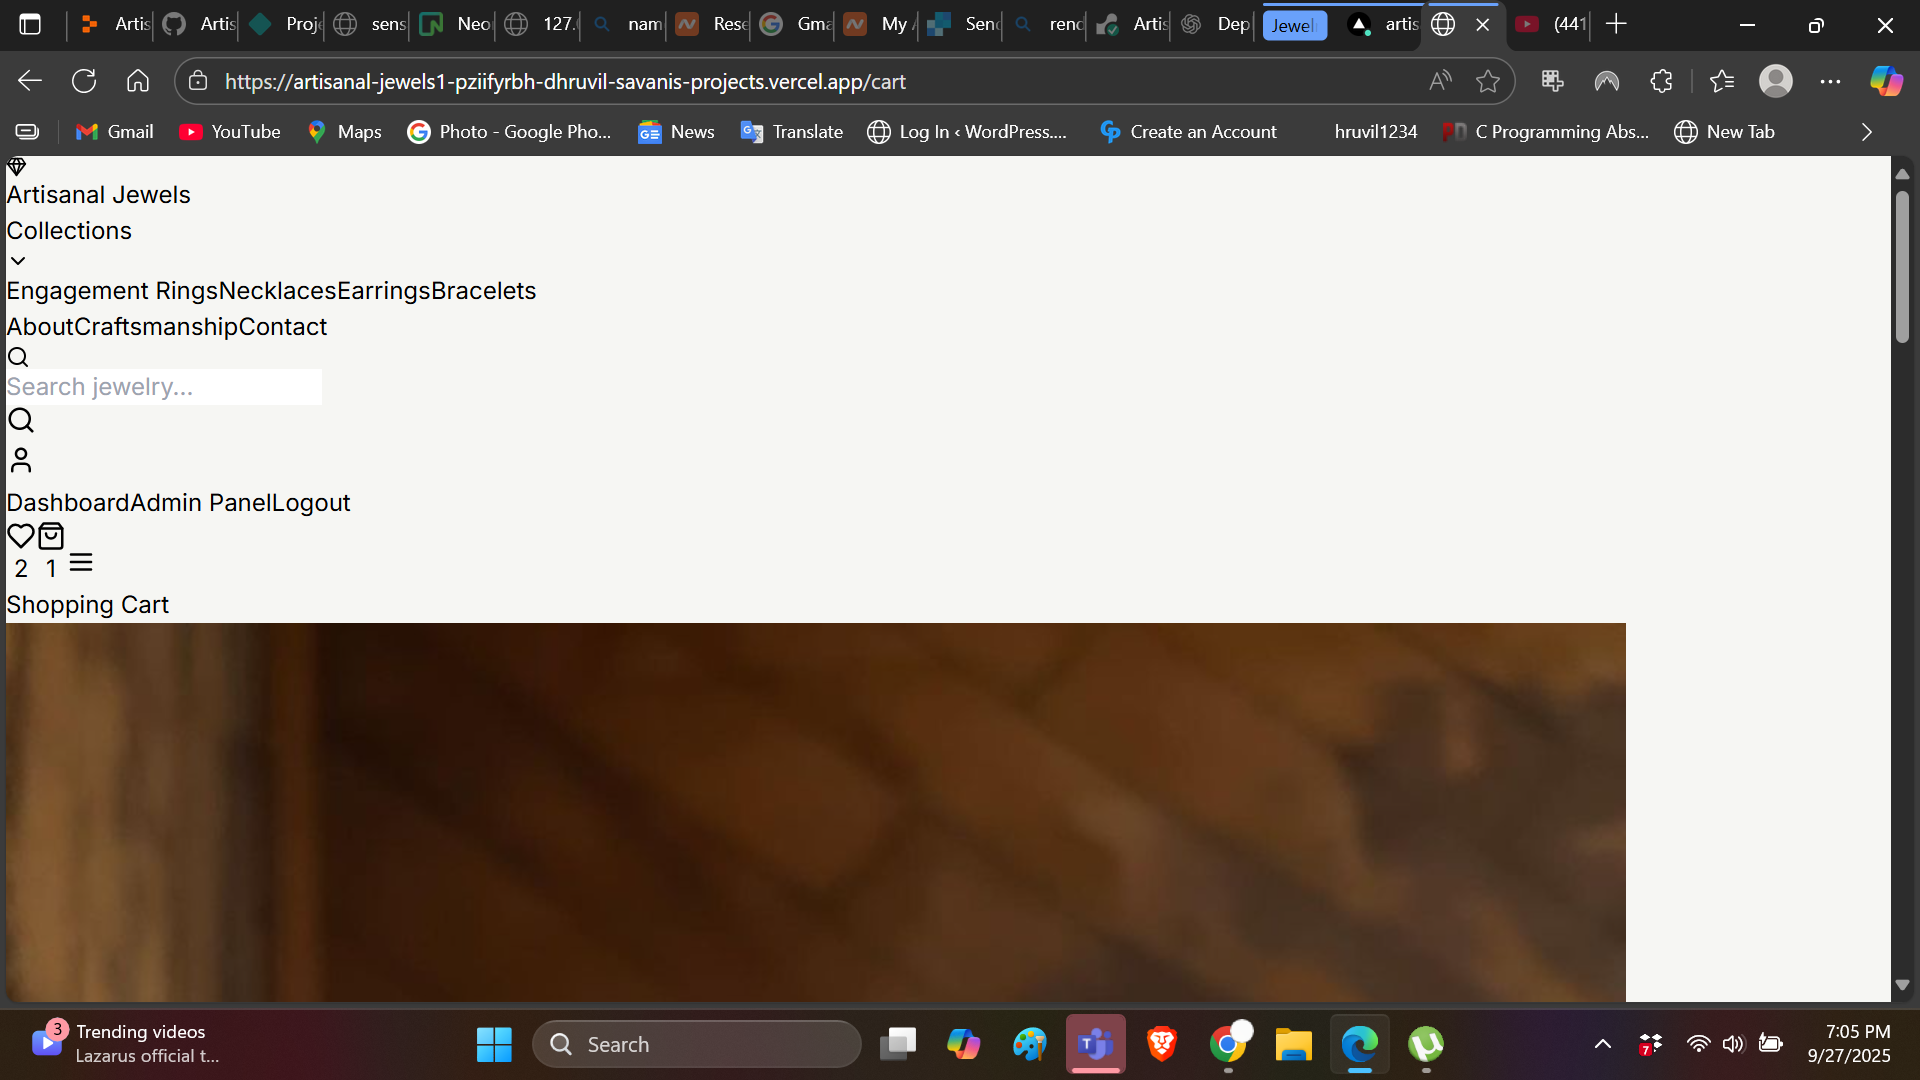 Artis
Artis
Proje
sens
Neo
127.
nam
Rese
Gma
My
Senc
rend
Artis
Dep
Jewel
artis
(441
https://artisanal-jewels1-pziifyrbh-dhruvil-savanis-projects.vercel.app/cart
Gmail
YouTube
Maps
Photo - Google Pho...
News
Translate
Log In ‹ WordPress....
Create an Account
hruvil1234
C Programming Abs...
New Tab
Artisanal Jewels
Collections
Engagement RingsNecklacesEarringsBracelets
AboutCraftsmanshipContact
Search jewelry...
DashboardAdmin PanelLogout
2 1
Shopping Cart
3
Trending videos
Lazarus official t...
Search
7
7:05 PM
9/27/2025